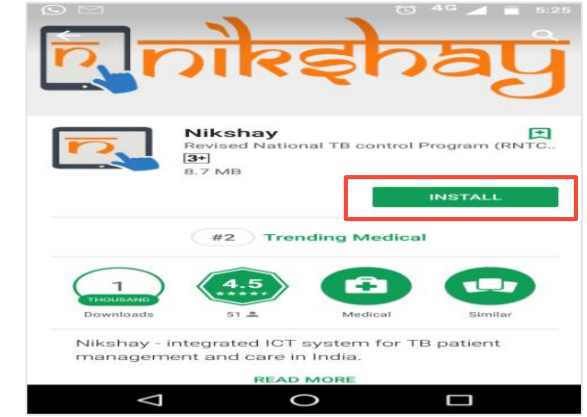 4G 5:25
nikshay
Nikshay
Revised National TB control Program (RNTC..
3+
8.7 MB
INSTALL
#2 Trending Medical
1
THOUSAND
Downloads
4.5
51
Medical
Similar
Nikshay - integrated ICT system for TB patient
management and care in India.
READ MORE